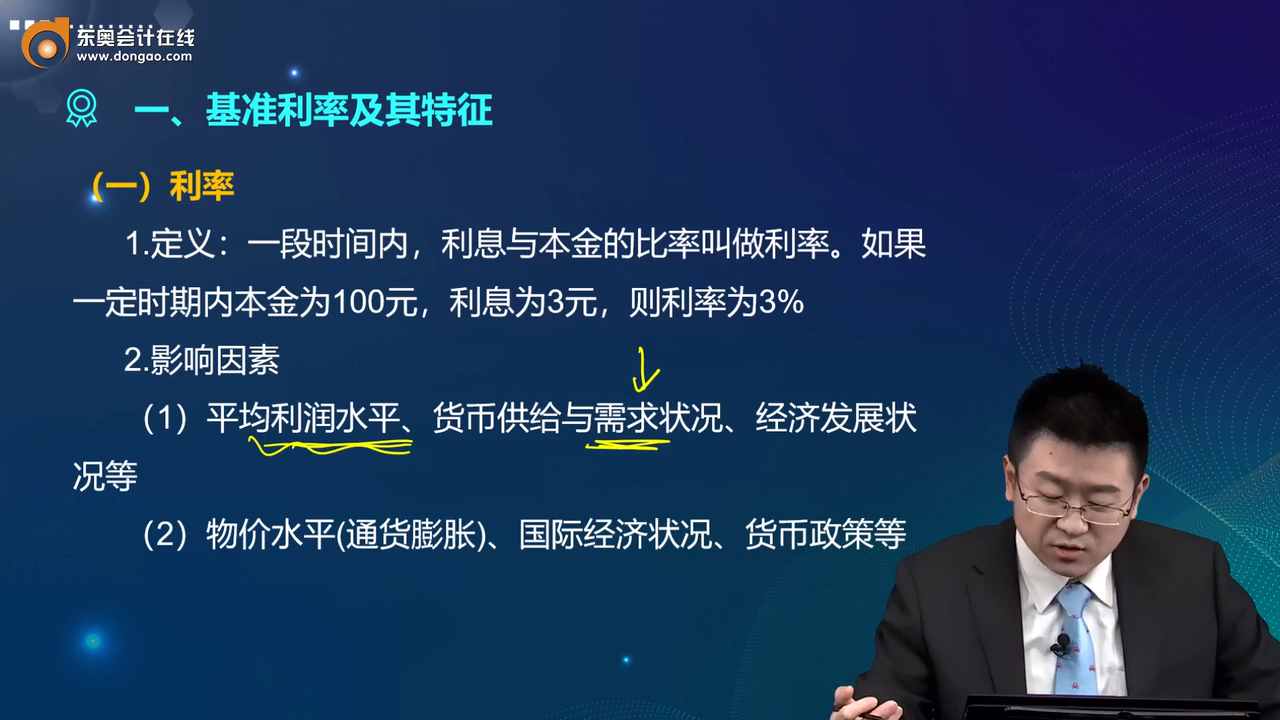 东奥会计在线
www.dongao.com
一、基准利率及其特征
（一）利率
1.定义：一段时间内，利息与本金的比率叫做利率。如果
一定时期内本金为100元，利息为3元，则利率为3%
2.影响因素
（1）平均利润水平、货币供给与需求状况、经济发展状
况等
（2）物价水平(通货膨胀)、国际经济状况、货币政策等